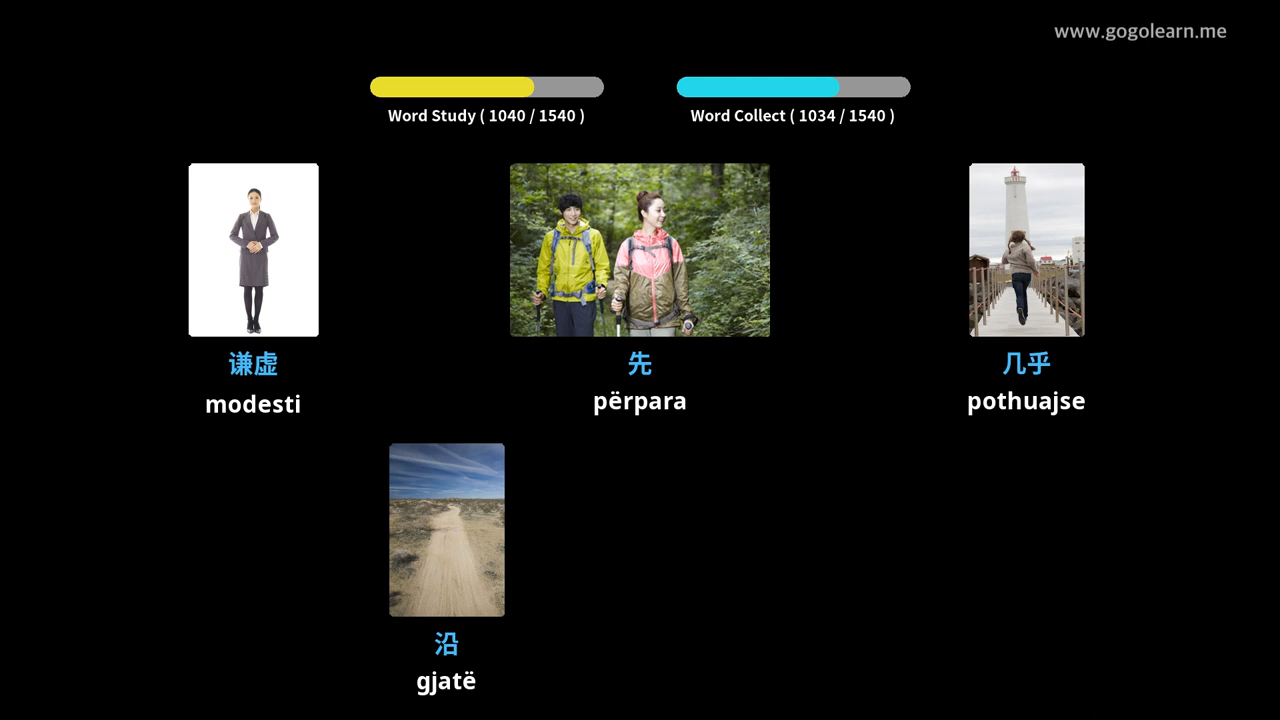 www.gogolearn.me
Word Study ( 1040 / 1540 )
Word Collect ( 1034 / 1540 )
谦虚
modesti
先
përpara
几乎
pothuajse
沿
gjatë